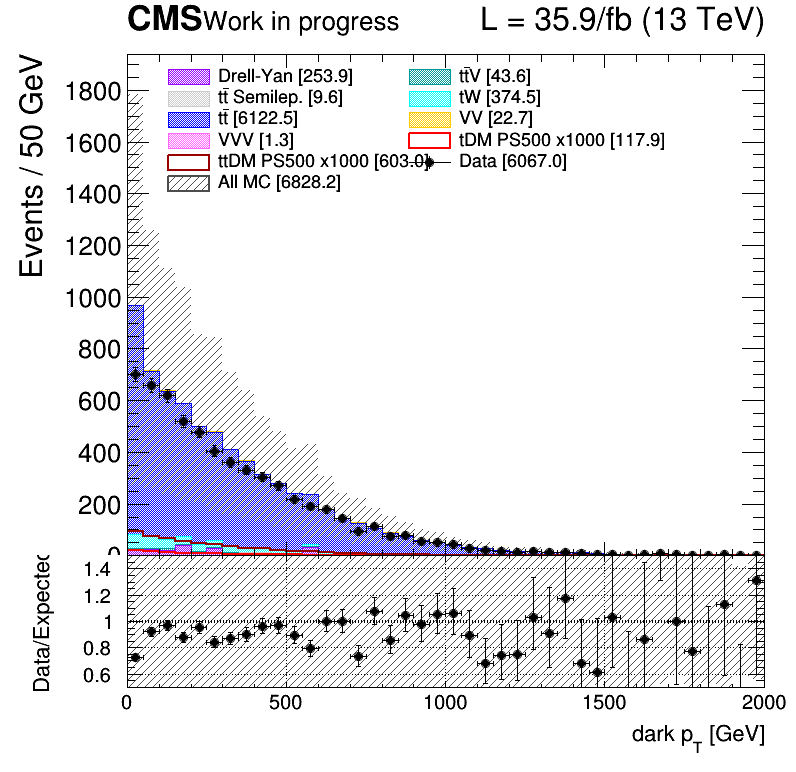 CMS Work in progress L = 35.9/fb (13 TeV)
Events / 50 GeV
Drell-Yan [253.9] tt̄V [43.6]
tt̄ Semilep. [9.6] tW [374.5]
tt̄ [6122.5] VV [22.7]
VVV [1.3] tDM PS500 x1000 [117.9]
ttDM PS500 x1000 [603.0] Data [6067.0]
All MC [6828.2]
1800
1600
1400
1200
1000
800
600
400
200
0
Data/Expected
1.4
1.2
1
0.8
0.6
0 500 1000 1500 2000
dark pT [GeV]